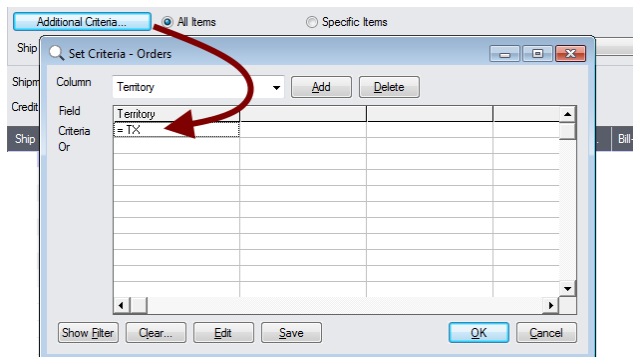 Additional Criteria... All Items Specific Items
Ship
Set Criteria - Orders
Shipm
Column Territory Add Delete
Credit
Field Territory
Criteria = TX
Ship Bill-
Or
Show Filter Clear... Edit Save OK Cancel